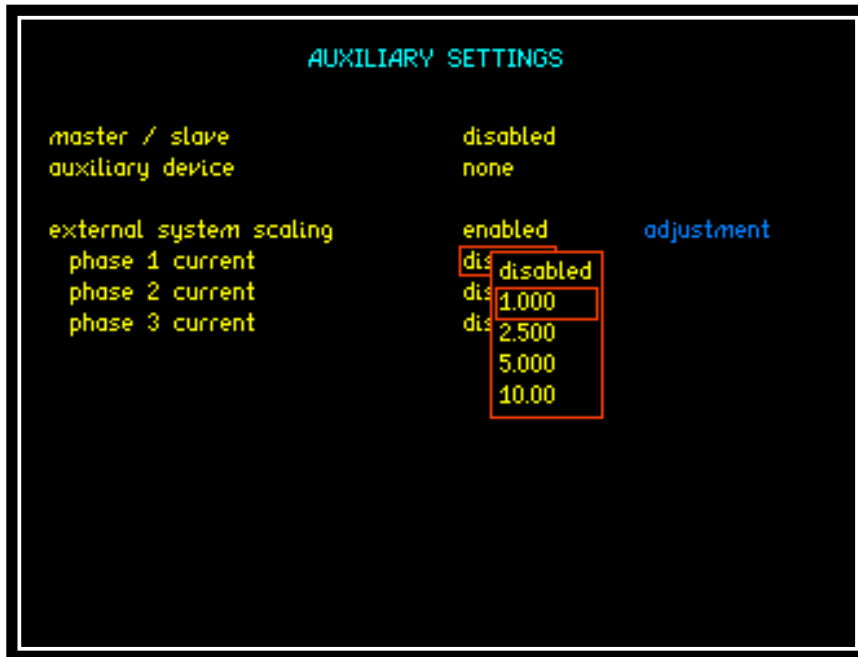 AUXILIARY SETTINGS
master / slave disabled
auxiliary device none
external system scaling enabled adjustment
phase 1 current dis
phase 2 current dis
phase 3 current dis
disabled
1.000
2.500
5.000
10.00